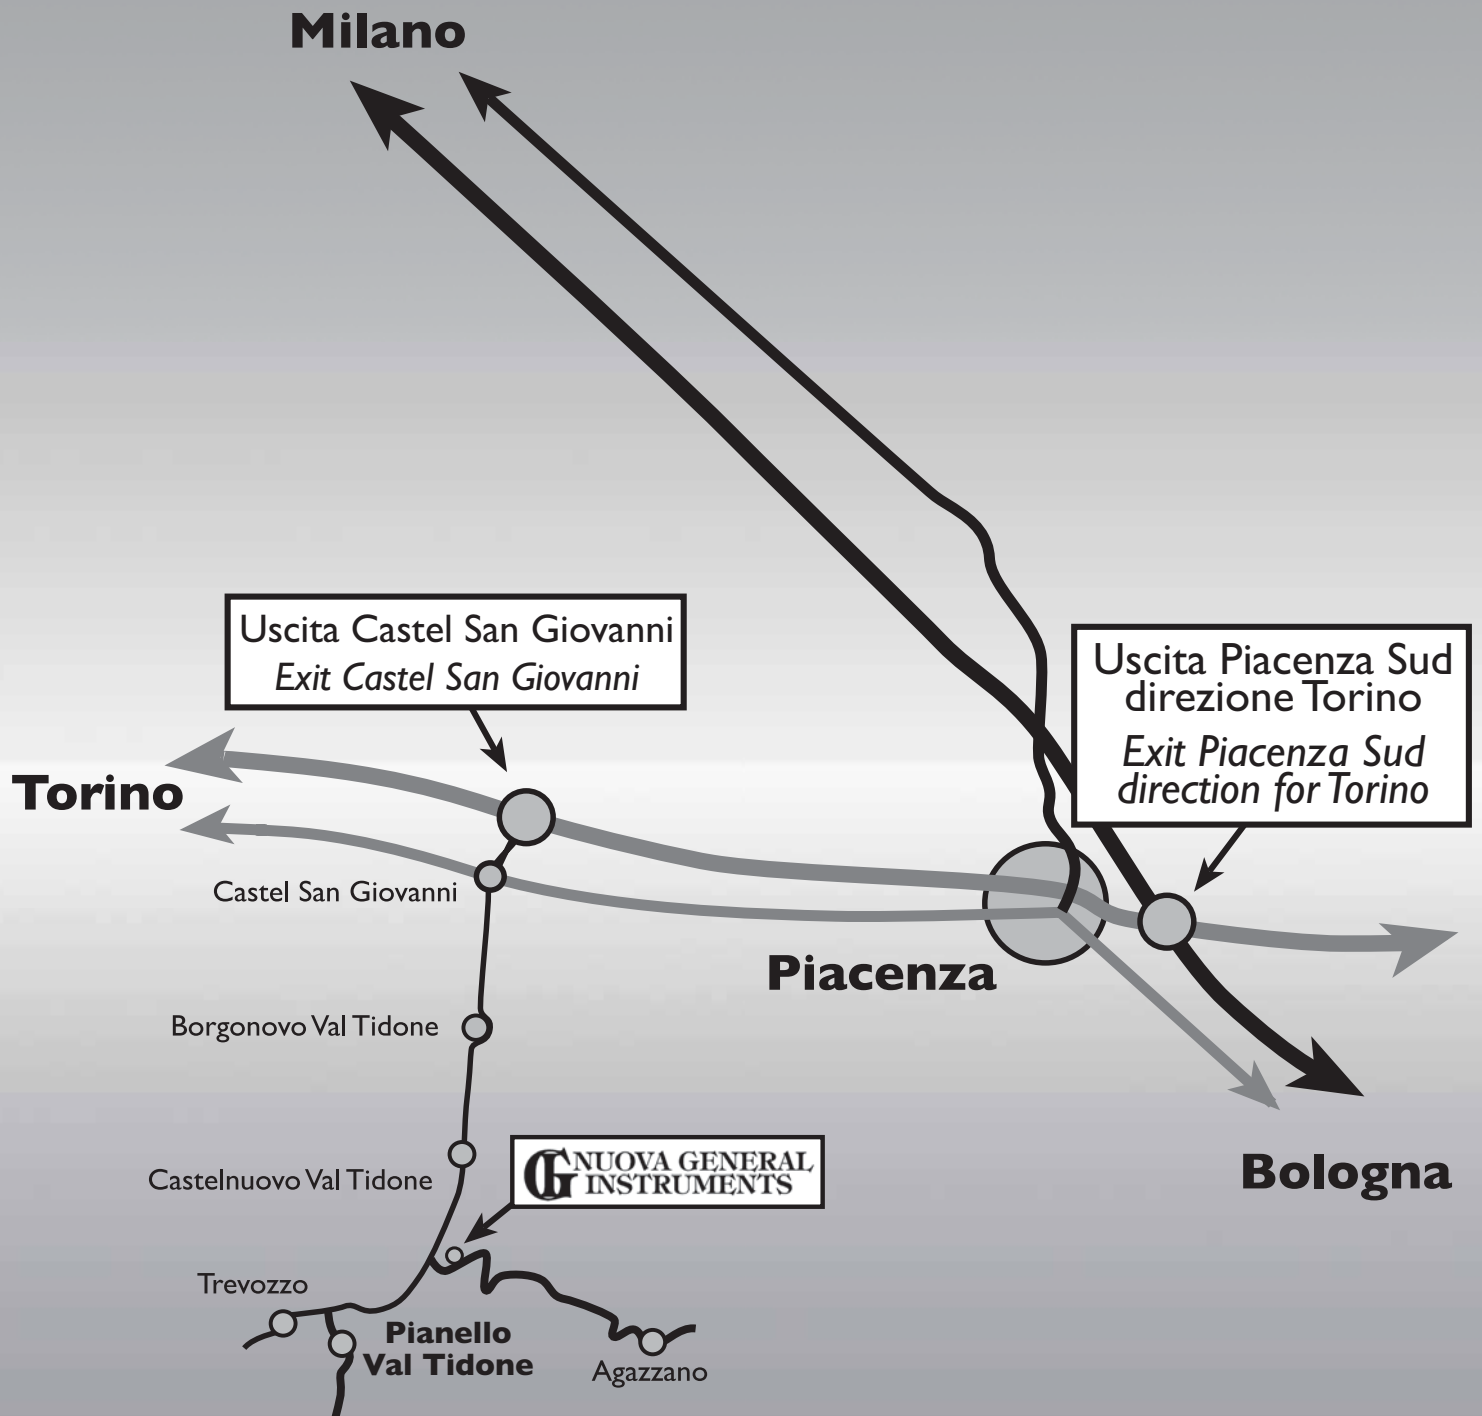 Milano
Uscita Castel San Giovanni
Exit Castel San Giovanni
Uscita Piacenza Sud
direzione Torino
Exit Piacenza Sud
direction for Torino
Torino
Castel San Giovanni
Piacenza
Borgonovo Val Tidone
Castelnuovo Val Tidone
GI NUOVA GENERAL
INSTRUMENTS
Bologna
Trevozzo
Pianello
Val Tidone
Agazzano